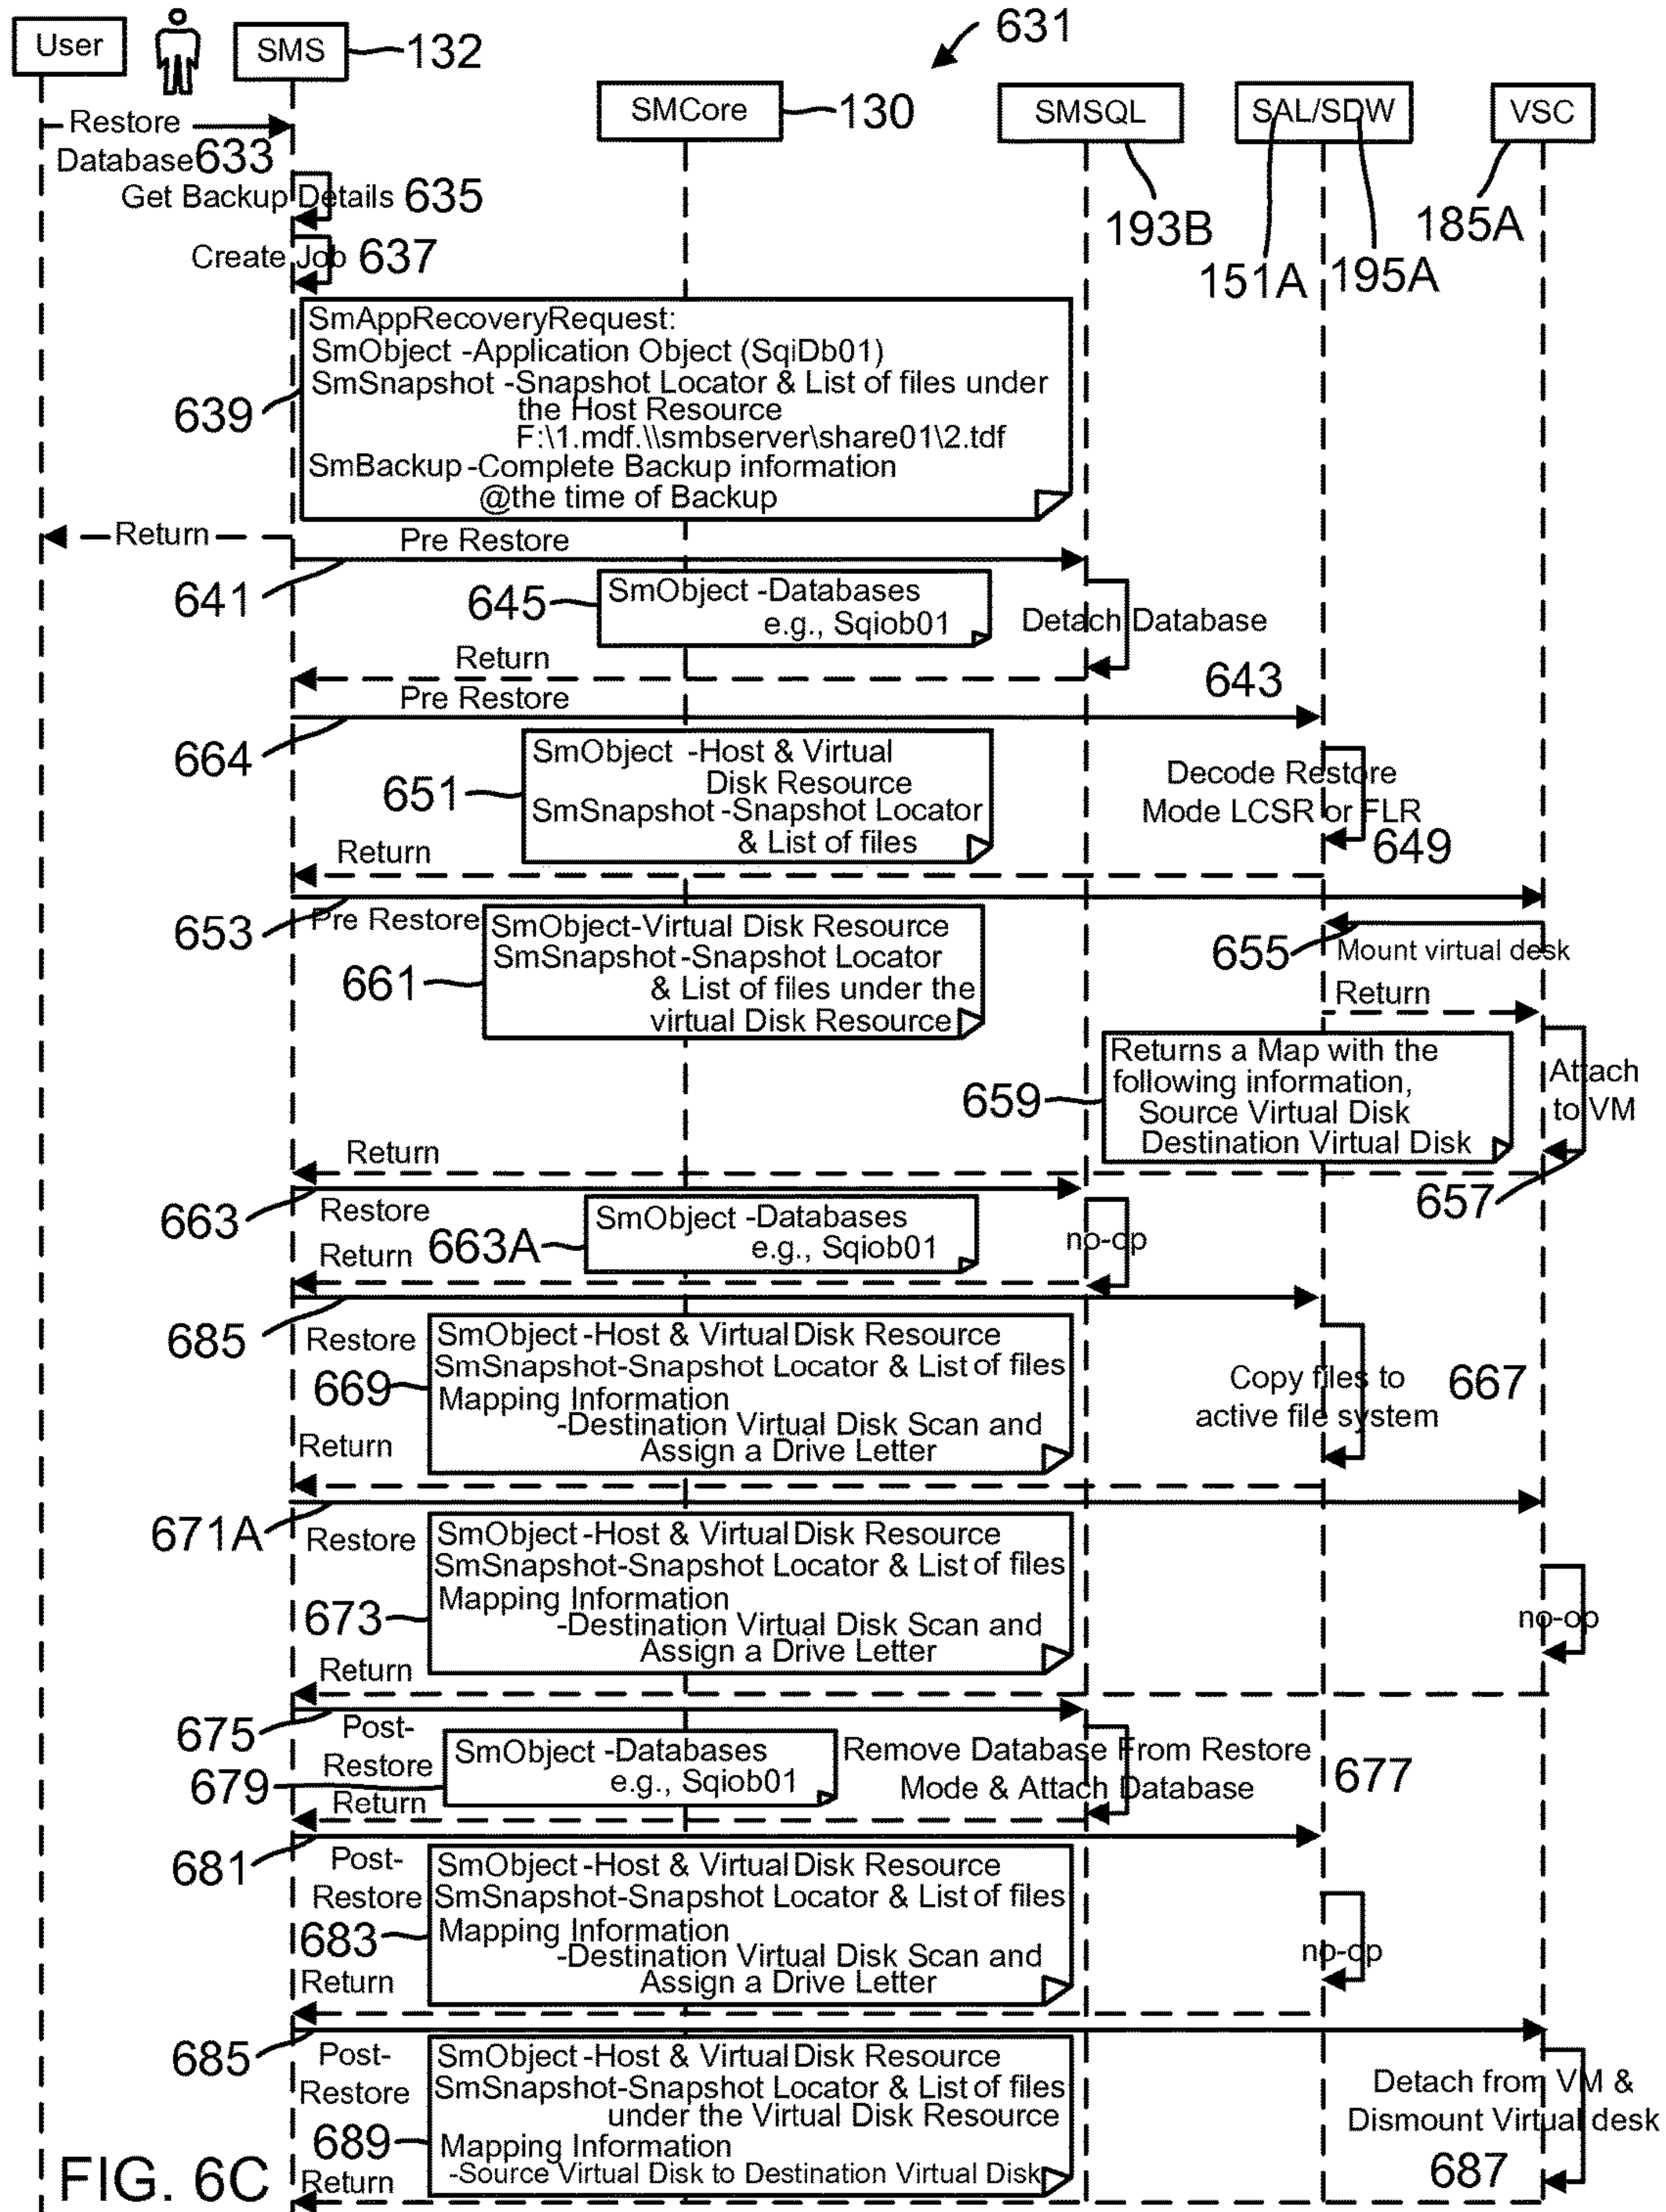 User
SMS
132
631
SMCore
130
SMSQL
SAL/SDW
VSC
Restore
Database
633
Get Backup Details
635
193B
185A
151A
195A
Create Job
637
SmAppRecoveryRequest:
SmObject -Application Object (SqiDb01)
SmSnapshot -Snapshot Locator & List of files under
the Host Resource
F:\1.mdf.\\smbserver\share01\2.tdf
SmBackup -Complete Backup information
@the time of Backup
639
Return
Pre Restore
641
645
SmObject -Databases
e.g., Sqiob01
Detach Database
Return
643
Pre Restore
664
651
SmObject -Host & Virtual
Disk Resource
SmSnapshot -Snapshot Locator
& List of files
Decode Restore
Mode LCSR or FLR
649
Return
653
Pre Restore
661
SmObject-Virtual Disk Resource
SmSnapshot -Snapshot Locator
& List of files under the
virtual Disk Resource
655
Mount virtual desk
Return
659
Returns a Map with the
following information,
Source Virtual Disk
Destination Virtual Disk
Attach
to VM
Return
657
663
Restore
663A
SmObject -Databases
e.g., Sqiob01
no-op
Return
685
Restore
669
SmObject -Host & Virtual Disk Resource
SmSnapshot-Snapshot Locator & List of files
Mapping Information
-Destination Virtual Disk Scan and
Assign a Drive Letter
Copy files to
active file system
667
Return
671A
Restore
673
SmObject -Host & Virtual Disk Resource
SmSnapshot-Snapshot Locator & List of files
Mapping Information
-Destination Virtual Disk Scan and
Assign a Drive Letter
no-op
Return
675
Post-
Restore
679
SmObject -Databases
e.g., Sqiob01
Remove Database From Restore
Mode & Attach Database
677
Return
681
Post-
Restore
683
SmObject -Host & Virtual Disk Resource
SmSnapshot-Snapshot Locator & List of files
Mapping Information
-Destination Virtual Disk Scan and
Assign a Drive Letter
no-op
Return
685
Post-
Restore
689
SmObject -Host & Virtual Disk Resource
SmSnapshot-Snapshot Locator & List of files
under the Virtual Disk Resource
Mapping Information
-Source Virtual Disk to Destination Virtual Disk
Detach from VM &
Dismount Virtual desk
687
Return
FIG. 6C